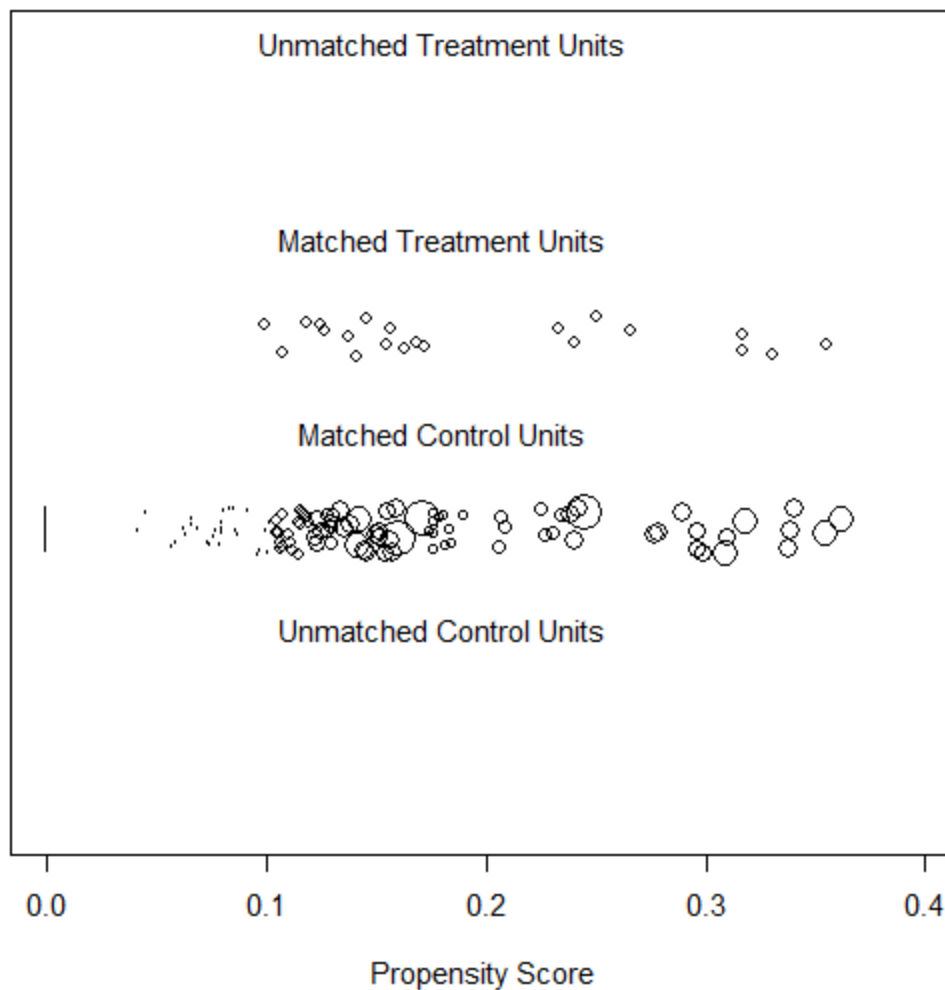 Unmatched Treatment Units
Matched Treatment Units
Matched Control Units
Unmatched Control Units
0.0 0.1 0.2 0.3 0.4
Propensity Score